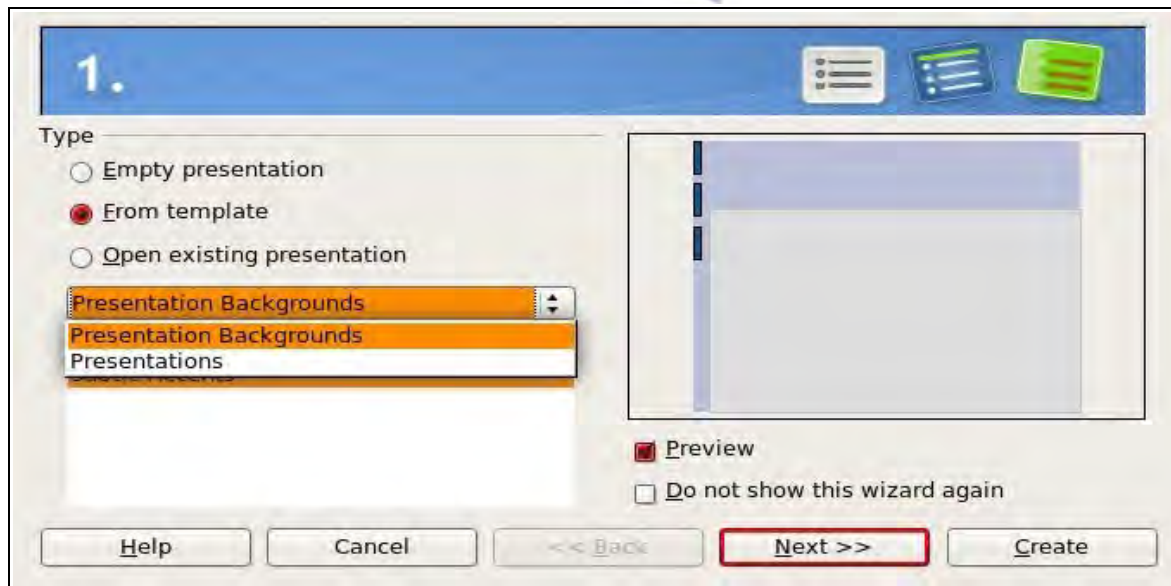 1.
Type
Empty presentation
From template
Open existing presentation
Presentation Backgrounds
Presentation Backgrounds
Presentations
Preview
Do not show this wizard again
Help
Cancel
<< Back
Next >>
Create